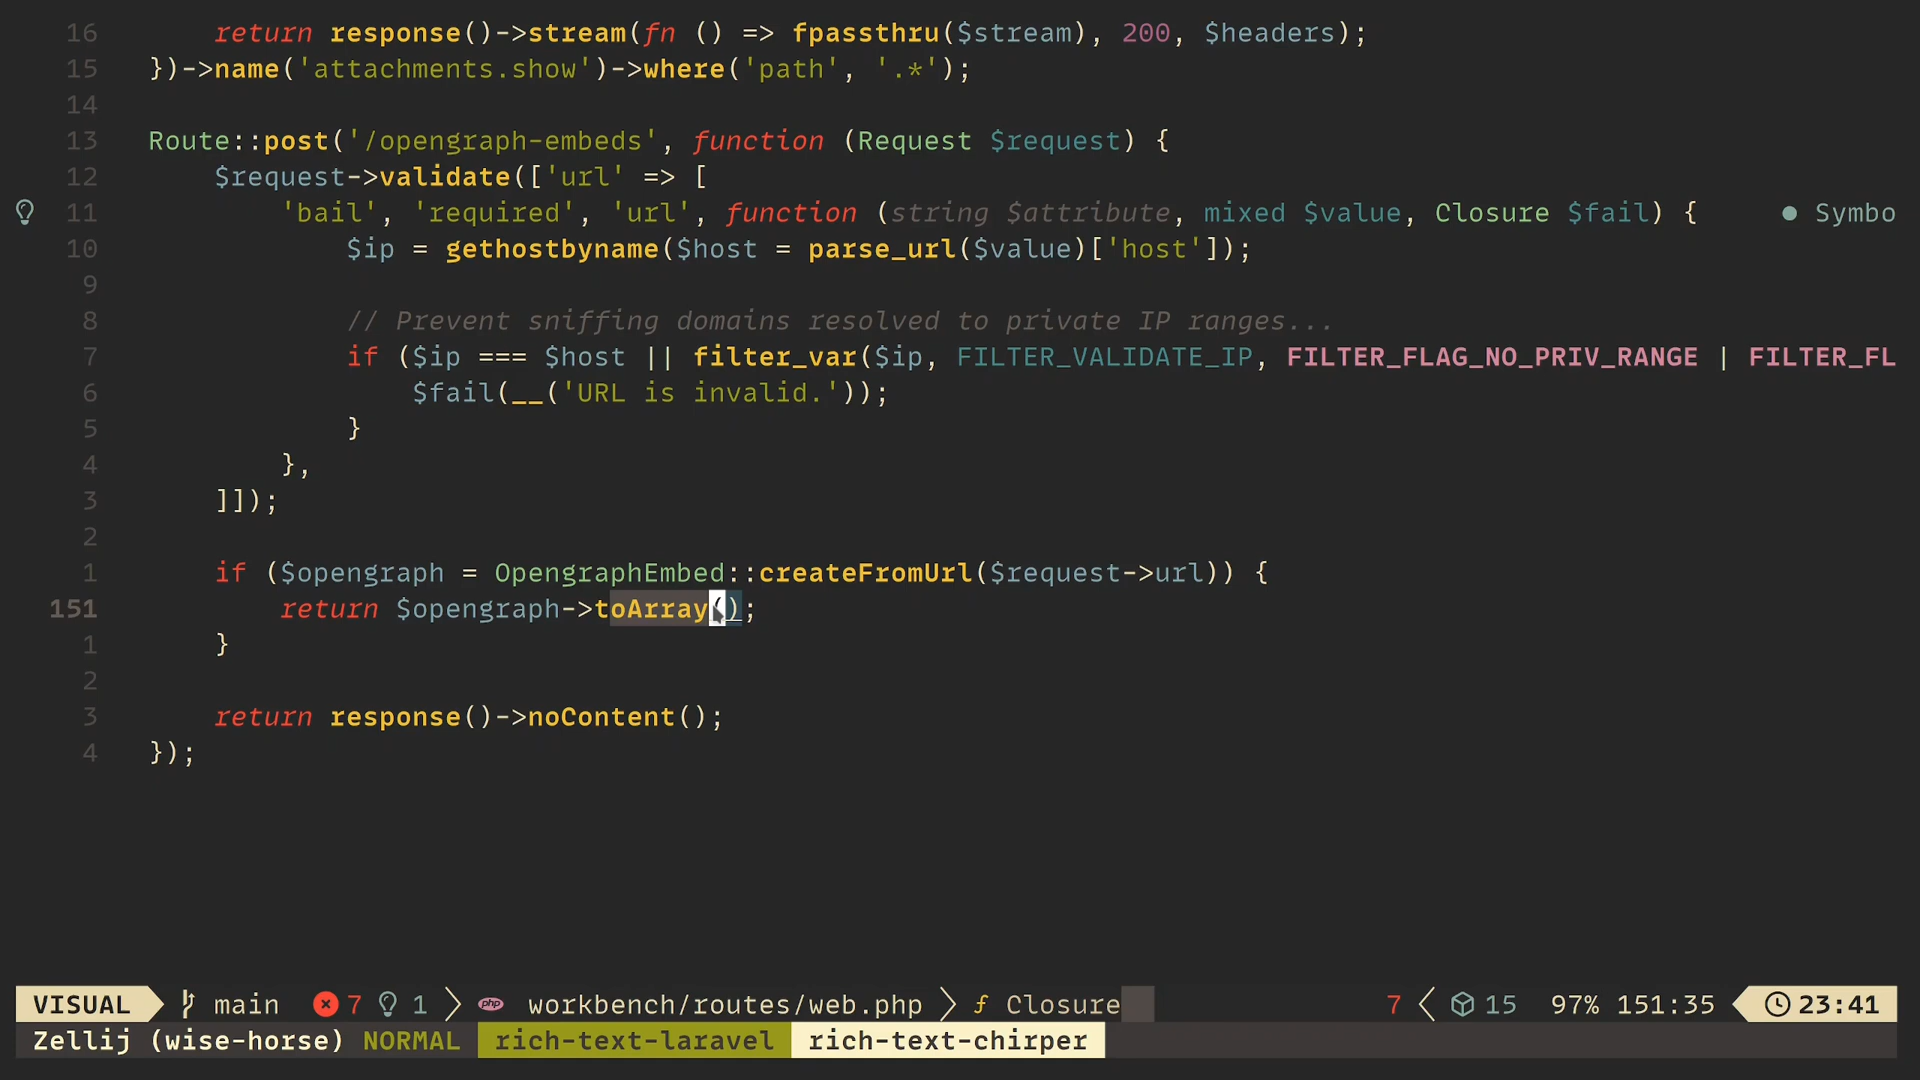 16 return response()->stream(fn () => fpassthru($stream), 200, $headers);
15 })->name('attachments.show')->where('path', '.*');
14
13 Route::post('/opengraph-embeds', function (Request $request) {
12 $request->validate(['url' => [
11 'bail', 'required', 'url', function (string $attribute, mixed $value, Closure $fail) { ● Symbo
10 $ip = gethostbyname($host = parse_url($value)['host']);
9
8 // Prevent sniffing domains resolved to private IP ranges...
7 if ($ip === $host || filter_var($ip, FILTER_VALIDATE_IP, FILTER_FLAG_NO_PRIV_RANGE | FILTER_FL
6 $fail(__('URL is invalid.'));
5 }
4 },
3 ]]);
2
1 if ($opengraph = OpengraphEmbed::createFromUrl($request->url)) {
151 return $opengraph->toArray();
1 }
2
3 return response()->noContent();
4 });
VISUAL main 7 1 php workbench/routes/web.php f Closure 7 15 97% 151:35 23:41
Zellij (wise-horse) NORMAL rich-text-laravel rich-text-chirper